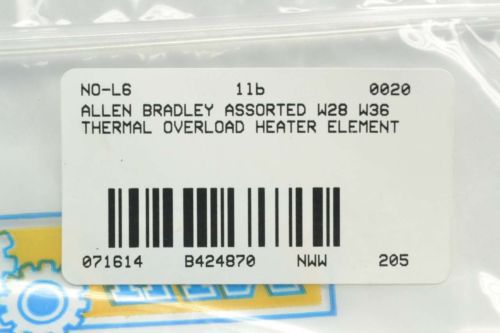 NO-L6 1lb 0020
ALLEN BRADLEY ASSORTED W28 W36
THERMAL OVERLOAD HEATER ELEMENT
071614 B424870 NWW 205